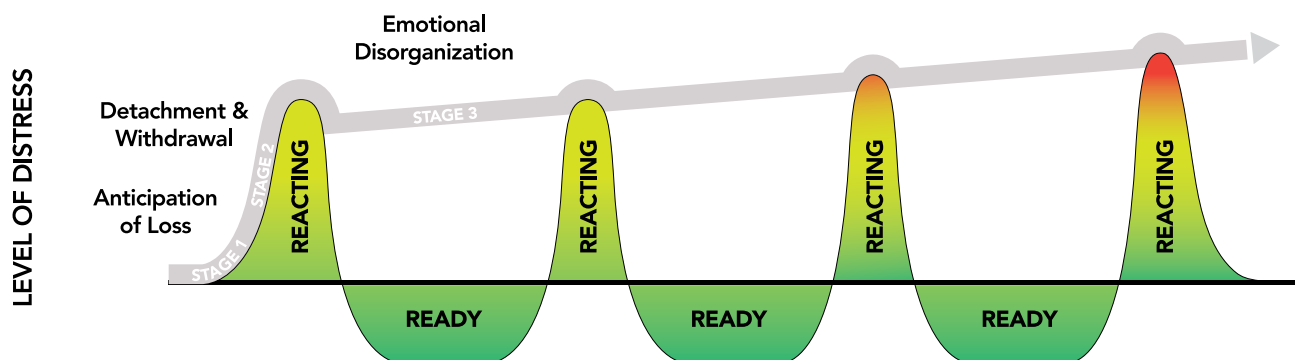 LEVEL OF DISTRESS
Emotional
Disorganization
Detachment &
Withdrawal
Anticipation
of Loss
STAGE 1
STAGE 2
STAGE 3
REACTING
REACTING
REACTING
REACTING
READY
READY
READY